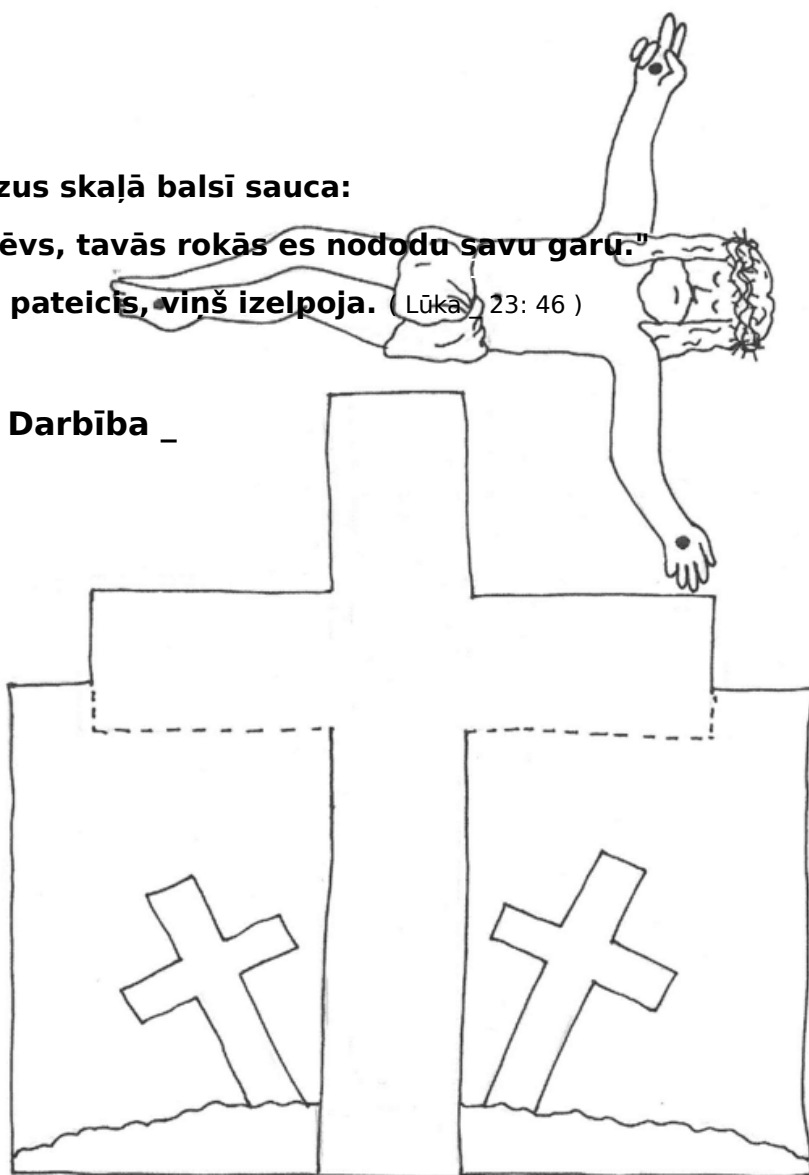 zus skaļā balsī sauca:
ēvs, tavās rokās es nododu savu garu."
pateicis, viņš izelpoja. ( Lūka _ 23: 46 )
Darbība _